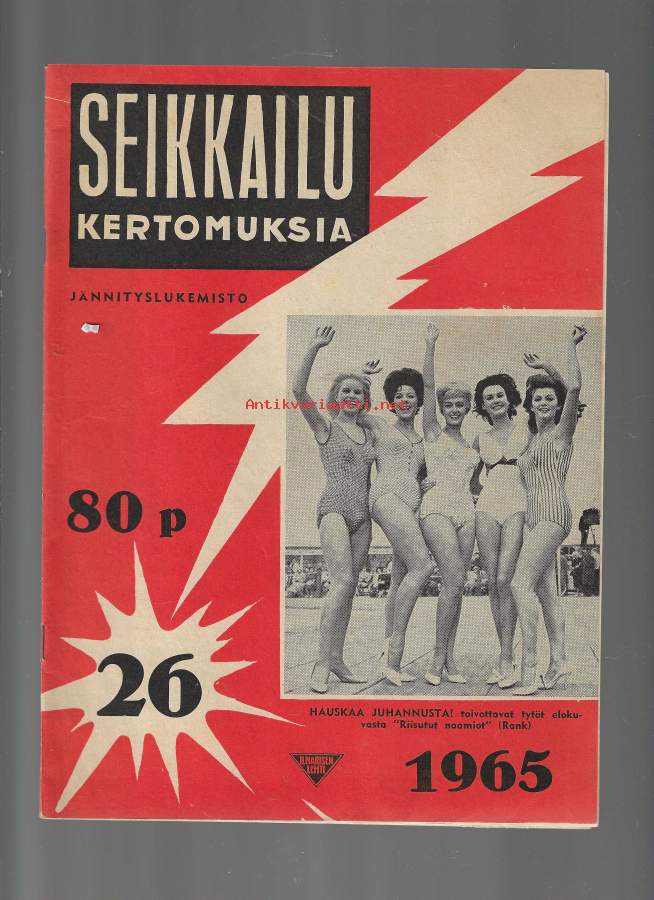 SEIKKAILU
KERTOMUKSIA
JÄNNITYSLUKEMISTO
Antikvariaatti.net
80 p
26
HAUSKAA JUHANNUSTA! toivottavat tytöt eloku-
vasta "Riisutut naamiot" (Rank)
ILMARISEN
LEHTI
1965